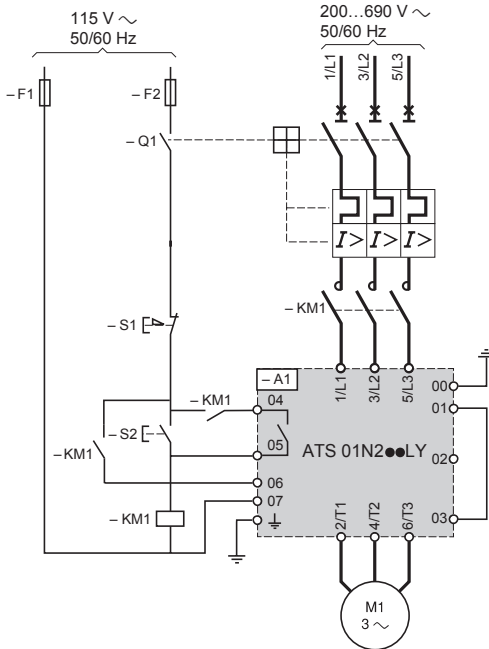 115 V ∼
50/60 Hz
200...690 V ∼
50/60 Hz
1/L1
3/L2
5/L3
– F1
– F2
– Q1
I>
I>
I>
– KM1
– S1
– A1
1/L1
3/L2
5/L3
00
– KM1
04
01
– S2
05
ATS 01N2●●LY
02
– KM1
06
07
– KM1
03
2/T1
4/T2
6/T3
M1
3 ∼